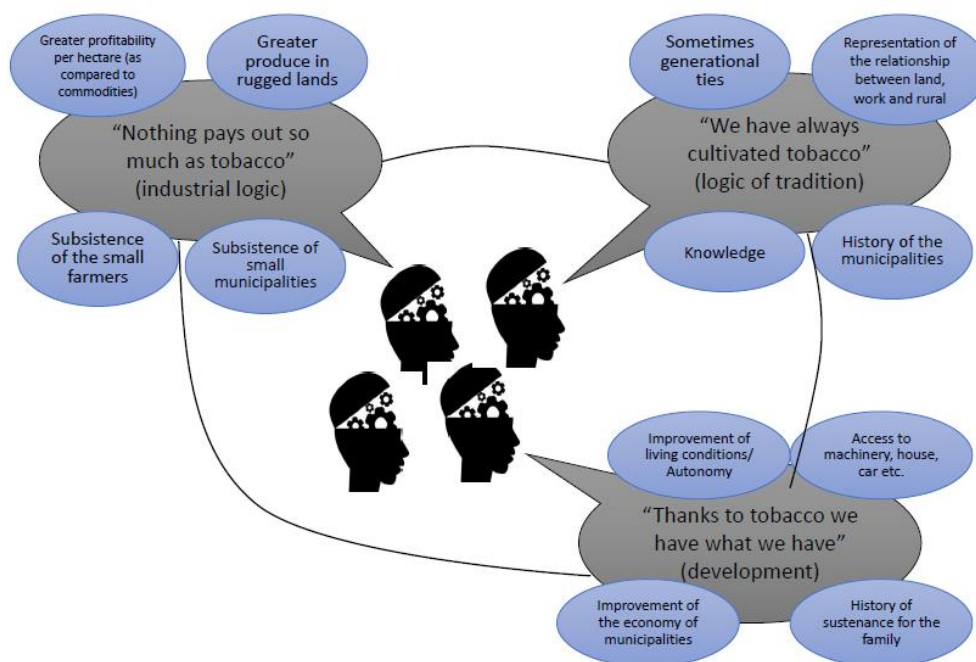 Greater profitability
per hectare (as
compared to
commodities)
Greater
produce in
rugged lands
“Nothing pays out so
much as tobacco”
(industrial logic)
Subsistence
of the small
farmers
Subsistence of
small
municipalities
Sometimes
generational
ties
Representation of
the relationship
between land,
work and rural
“We have always
cultivated tobacco”
(logic of tradition)
Knowledge
History of the
municipalities
Improvement of
living conditions/
Autonomy
Access to
machinery, house,
car etc.
“Thanks to tobacco we
have what we have”
(development)
Improvement of
the economy of
municipalities
History of
sustenance for the
family